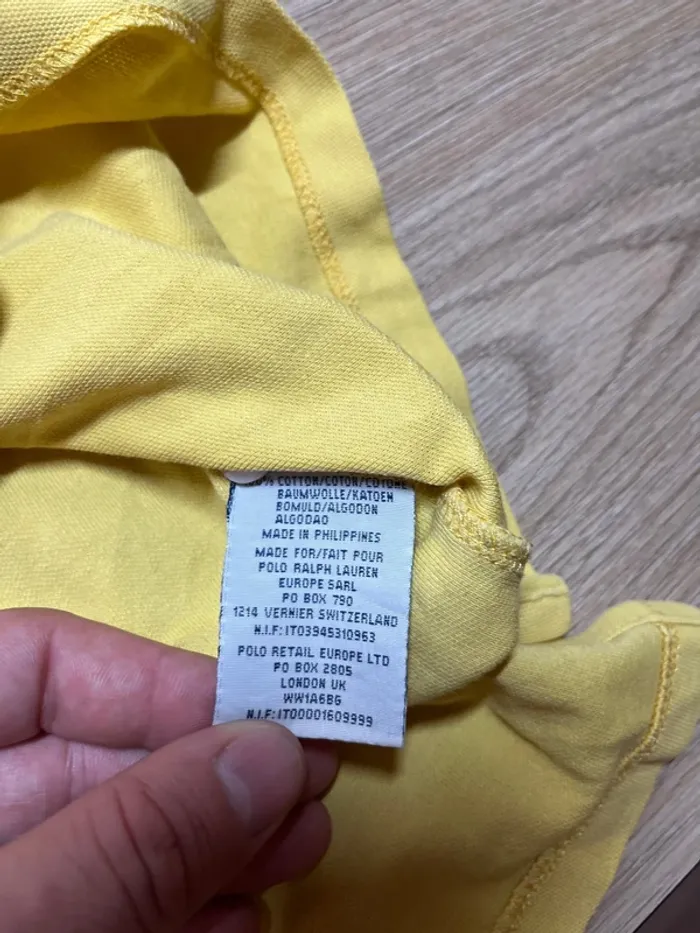 % COTTON/COTON/COTONE
BAUMWOLLE/KATOEN
BOMULD/ALGODON
ALGODAO
MADE IN PHILIPPINES
MADE FOR/FAIT POUR
POLO RALPH LAUREN
EUROPE SARL
PO BOX 790
1214 VERNIER SWITZERLAND
N.I.F:IT03945310963
POLO RETAIL EUROPE LTD
PO BOX 2805
LONDON UK
WW1A6BG
N.I.F:IT00001609999